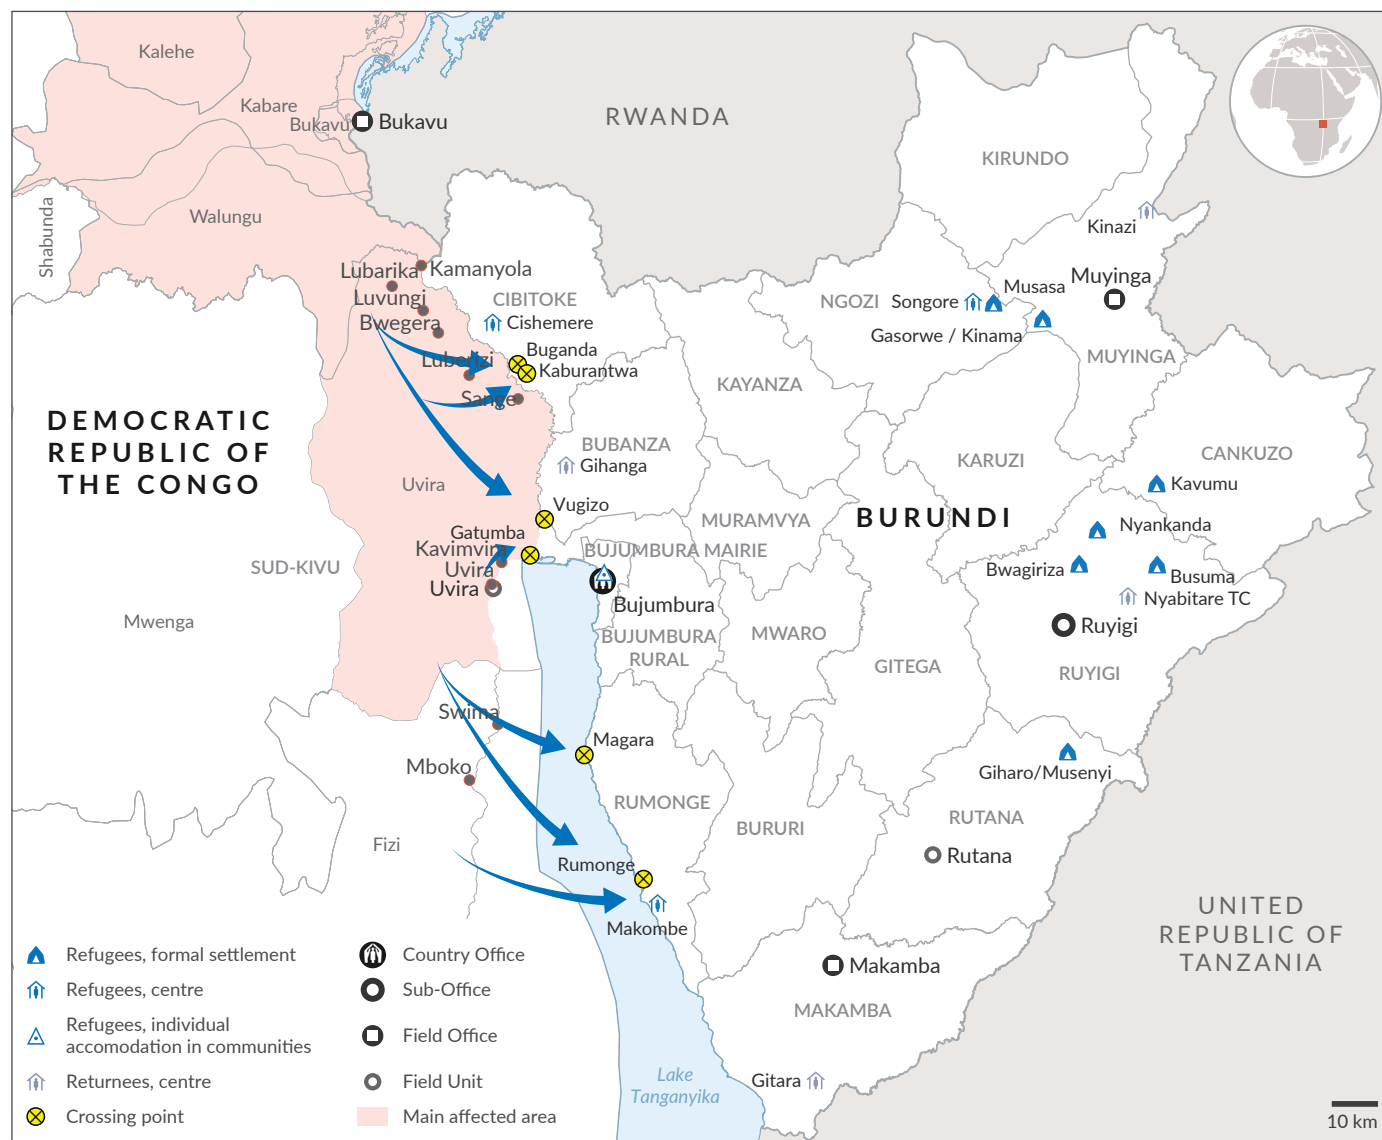 Kalehe
Kabare
Bukavu
Bukavu
RWANDA
KIRUNDO
Shabunda
Walungu
Kinazi
Lubarika
Kamanyola
Luvungi
Bwegera
CIBITOKE
Cishemere
NGOZI
Songore
Musasa
Muyinga
Gasorwe / Kinama
MUYINGA
Luberizi
Buganda
Kaburantwa
Sange
KAYANZA
DEMOCRATIC
REPUBLIC OF
THE CONGO
BUBANZA
Gihanga
KARUZI
CANKUZO
Kavumu
Uvira
Vugizo
MURAMVYA
BURUNDI
Nyankanda
Gatumba
Kavimvira
BUJUMBURA MAIRIE
SUD-KIVU
Uvira
Uvira
Bwagiriza
Busuma
Nyabitare TC
Bujumbura
Mwenga
BUJUMBURA
RURAL
MWARO
Ruyigi
GITEGA
RUYIGI
Swima
Magara
Mboko
Giharo/Musenyi
RUMONGE
BURURI
RUTANA
Fizi
Rumonge
Rutana
Makombe
UNITED
REPUBLIC OF
TANZANIA
Makamba
MAKAMBA
Lake
Tanganyika
Gitara
Refugees, formal settlement
Refugees, centre
Refugees, individual
accomodation in communities
Returnees, centre
Crossing point
Country Office
Sub-Office
Field Office
Field Unit
Main affected area
10 km